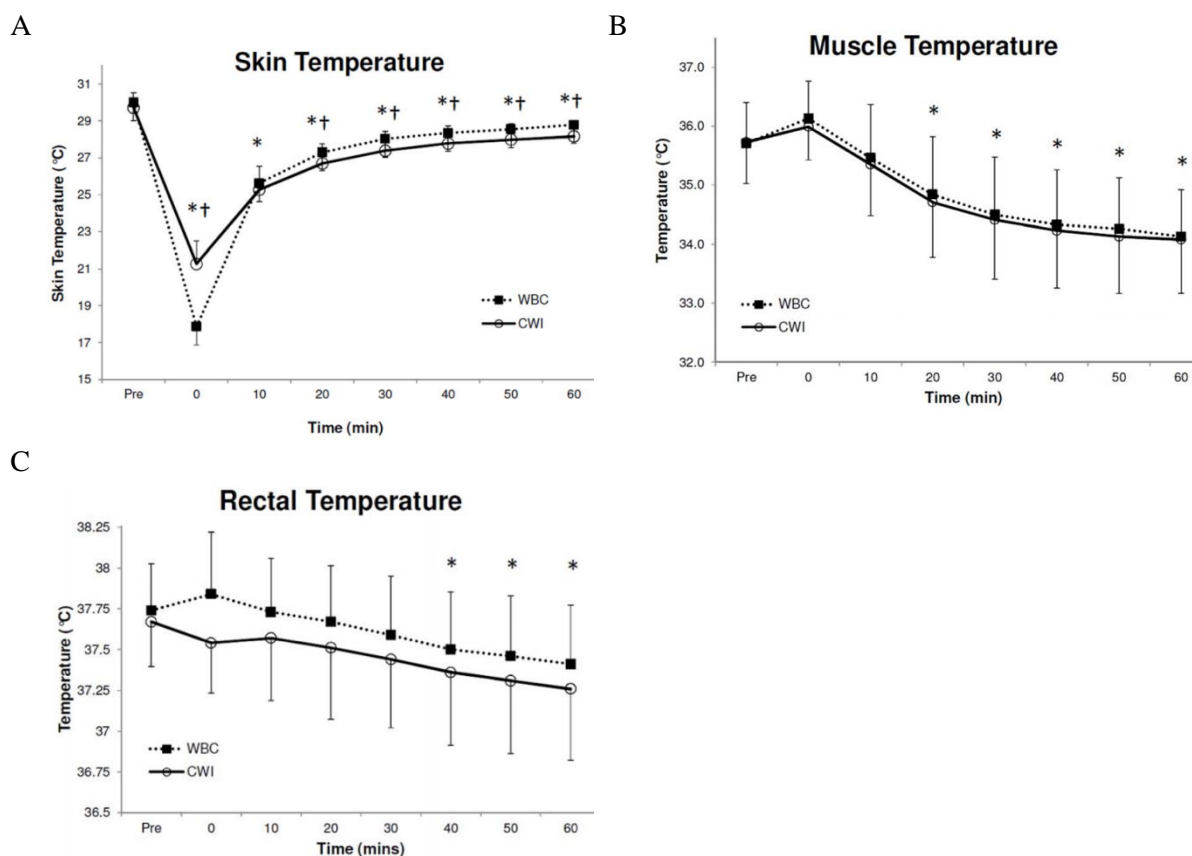 A
Skin Temperature
Skin Temperature (°C)
31
29
27
25
23
21
19
17
15
*†
*
*†
*†
*†
*†
*†
WBC
CWI
Pre 0 10 20 30 40 50 60
Time (min)
B
Muscle Temperature
Temperature (°C)
37.0
36.0
35.0
34.0
33.0
32.0
* * * * *
WBC
CWI
Pre 0 10 20 30 40 50 60
Time (min)
C
Rectal Temperature
Temperature (°C)
38.25
38
37.75
37.5
37.25
37
36.75
36.5
* * *
WBC
CWI
Pre 0 10 20 30 40 50 60
Time (mins)